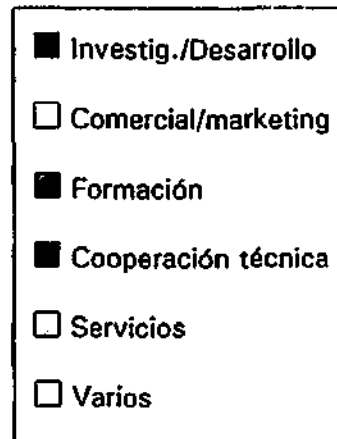 ■ Investig./Desarrollo
□ Comercial/marketing
■ Formación
■ Cooperación técnica
□ Servicios
□ Varios